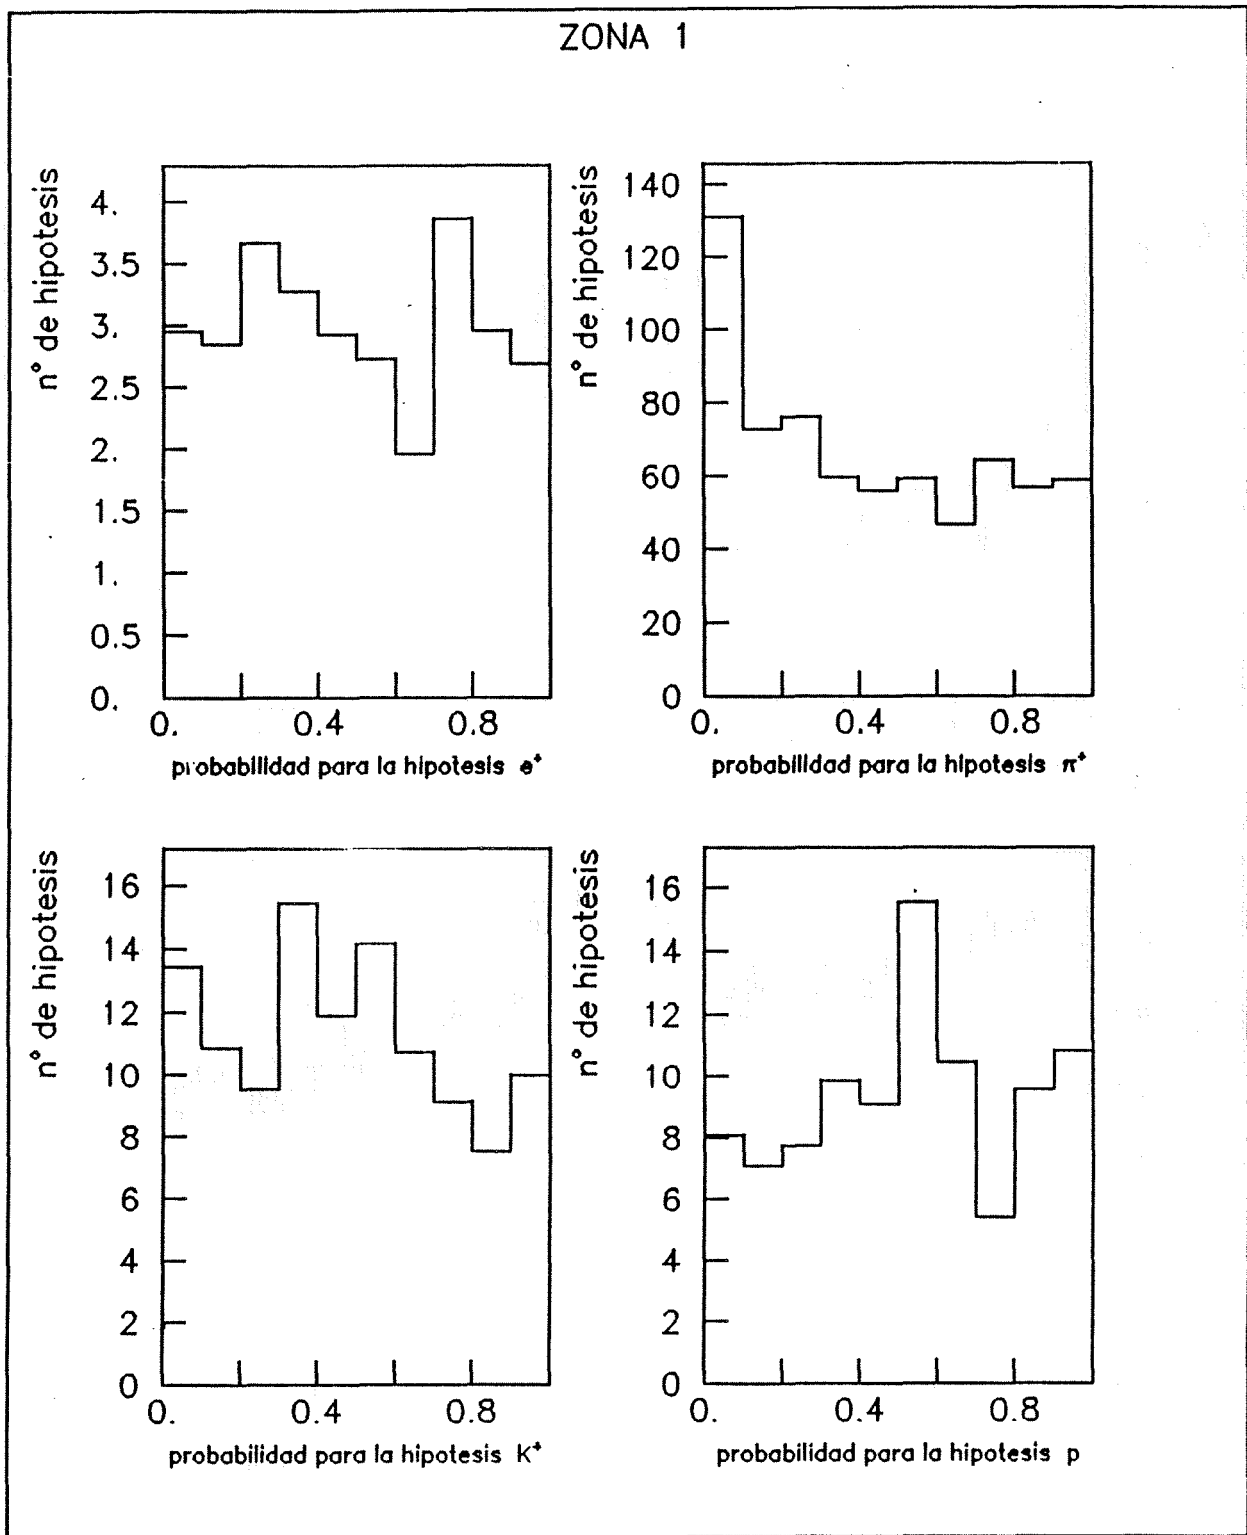 ZONA 1
n° de hipotesis
4.
3.5
3.
2.5
2.
1.5
1.
0.5
0.
0. 0.4 0.8
probabilidad para la hipotesis e⁺
n° de hipotesis
140
120
100
80
60
40
20
0
0. 0.4 0.8
probabilidad para la hipotesis π⁺
n° de hipotesis
16
14
12
10
8
6
4
2
0
0. 0.4 0.8
probabilidad para la hipotesis K⁺
n° de hipotesis
16
14
12
10
8
6
4
2
0
0. 0.4 0.8
probabilidad para la hipotesis p